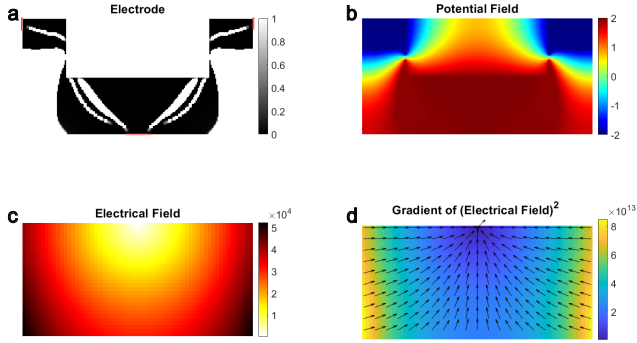 a
Electrode
1
0.8
0.6
0.4
0.2
0
b
Potential Field
2
1
0
-1
-2
c
Electrical Field
×10⁴
5
4
3
2
1
d
Gradient of (Electrical Field)²
×10¹³
8
6
4
2